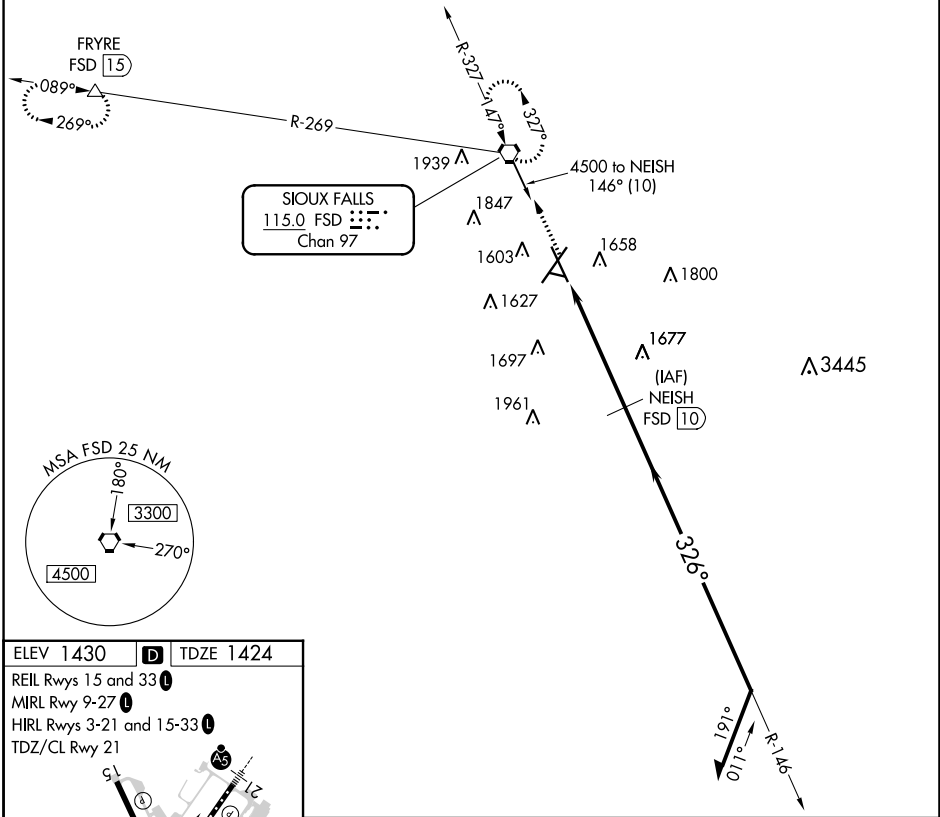 FRYRE
FSD 15
089°
269°
R-269
R-327
147°
327°
1939
4500 to NEISH
146° (10)
SIOUX FALLS
115.0 FSD
Chan 97
1847
1603
1658
1800
1627
1697
1677
3445
(IAF)
NEISH
FSD 10
1961
MSA FSD 25 NM
180°
3300
270°
4500
326°
191°
011°
R-146
ELEV 1430 D TDZE 1424
REIL Rwys 15 and 33 L
MIRL Rwy 9-27 L
HIRL Rwys 3-21 and 15-33 L
TDZ/CL Rwy 21
A5
15
21
P
P